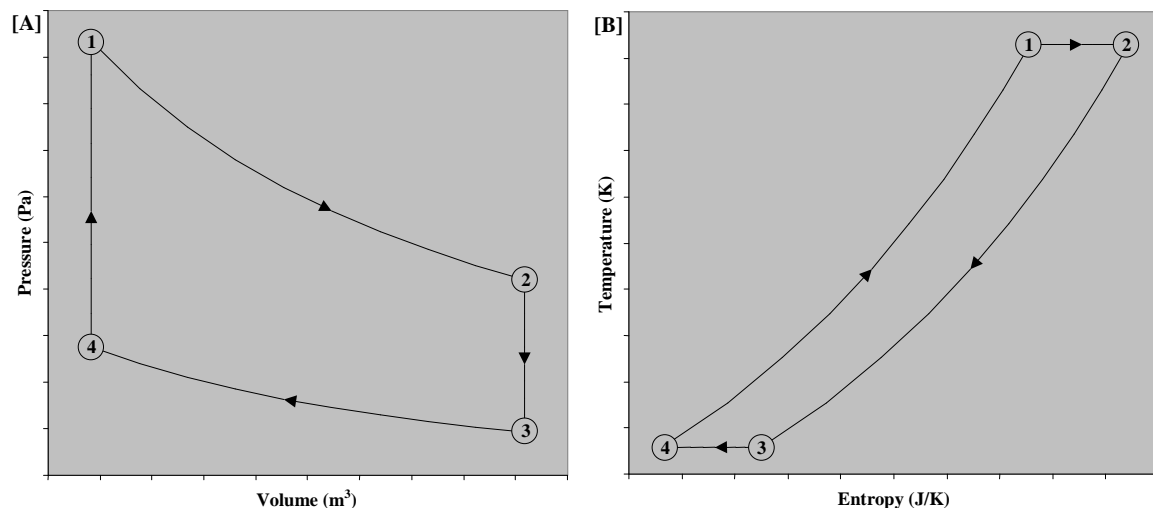 [A]
1
2
3
4
Pressure (Pa)
Volume (m³)
[B]
1
2
3
4
Temperature (K)
Entropy (J/K)